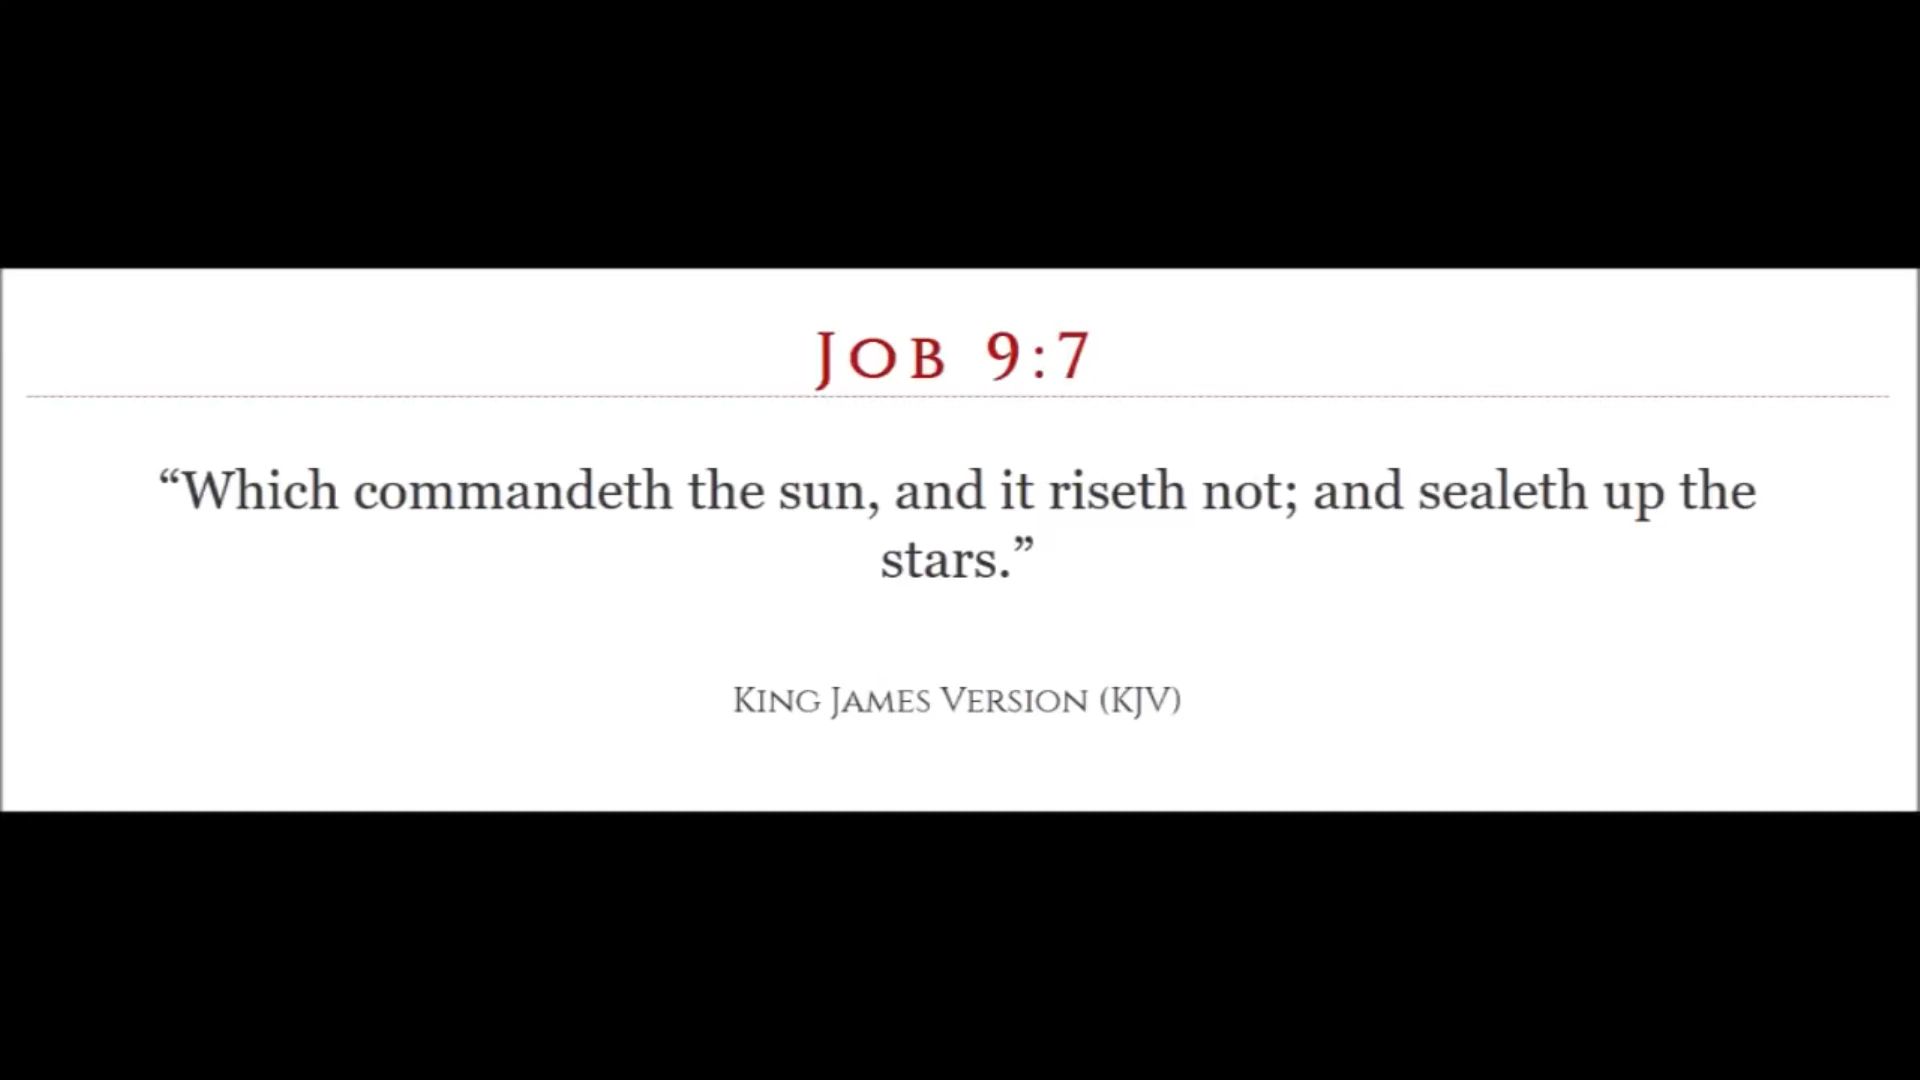 Job 9:7
“Which commandeth the sun, and it riseth not; and sealeth up the
stars.”
King James Version (KJV)